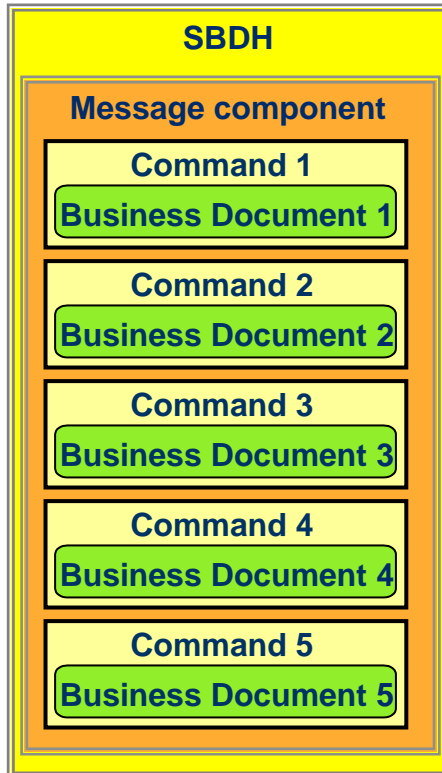 SBDH
Message component
Command 1
Business Document 1
Command 2
Business Document 2
Command 3
Business Document 3
Command 4
Business Document 4
Command 5
Business Document 5